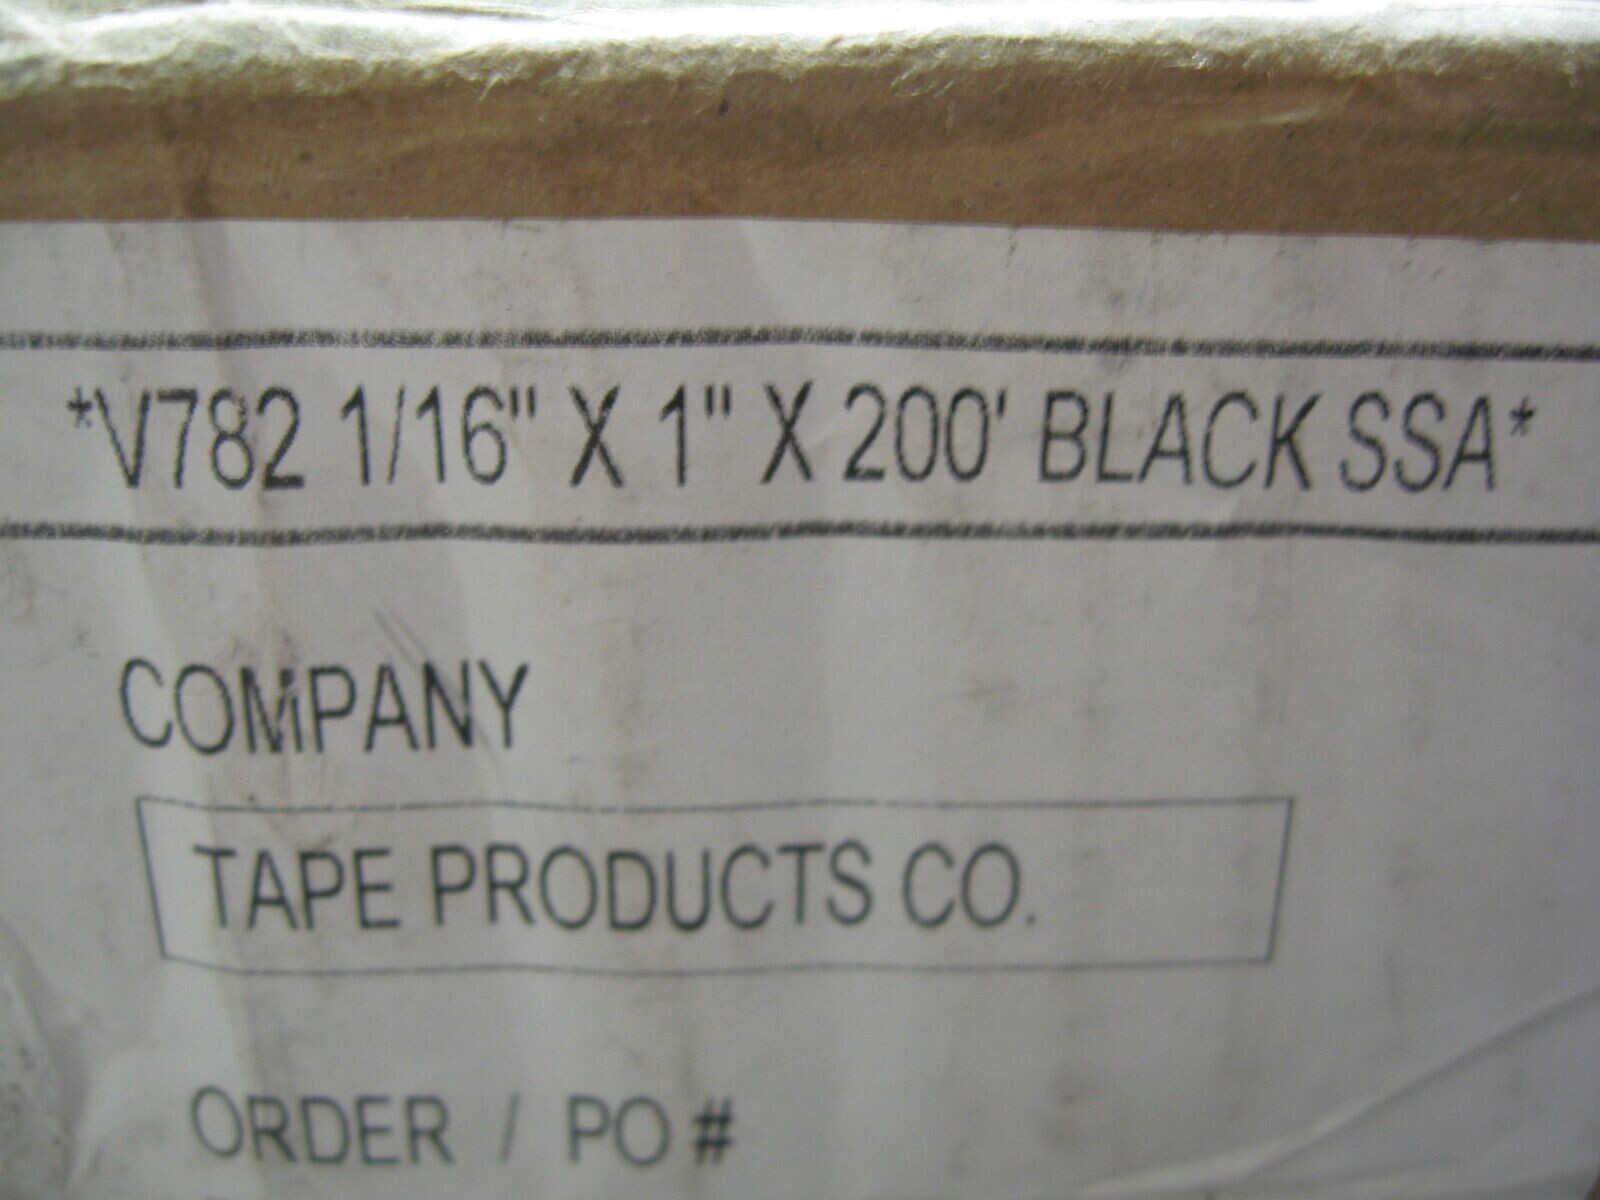 *V782 1/16" X 1" X 200' BLACK SSA*
COMPANY
TAPE PRODUCTS CO.
ORDER / PO #